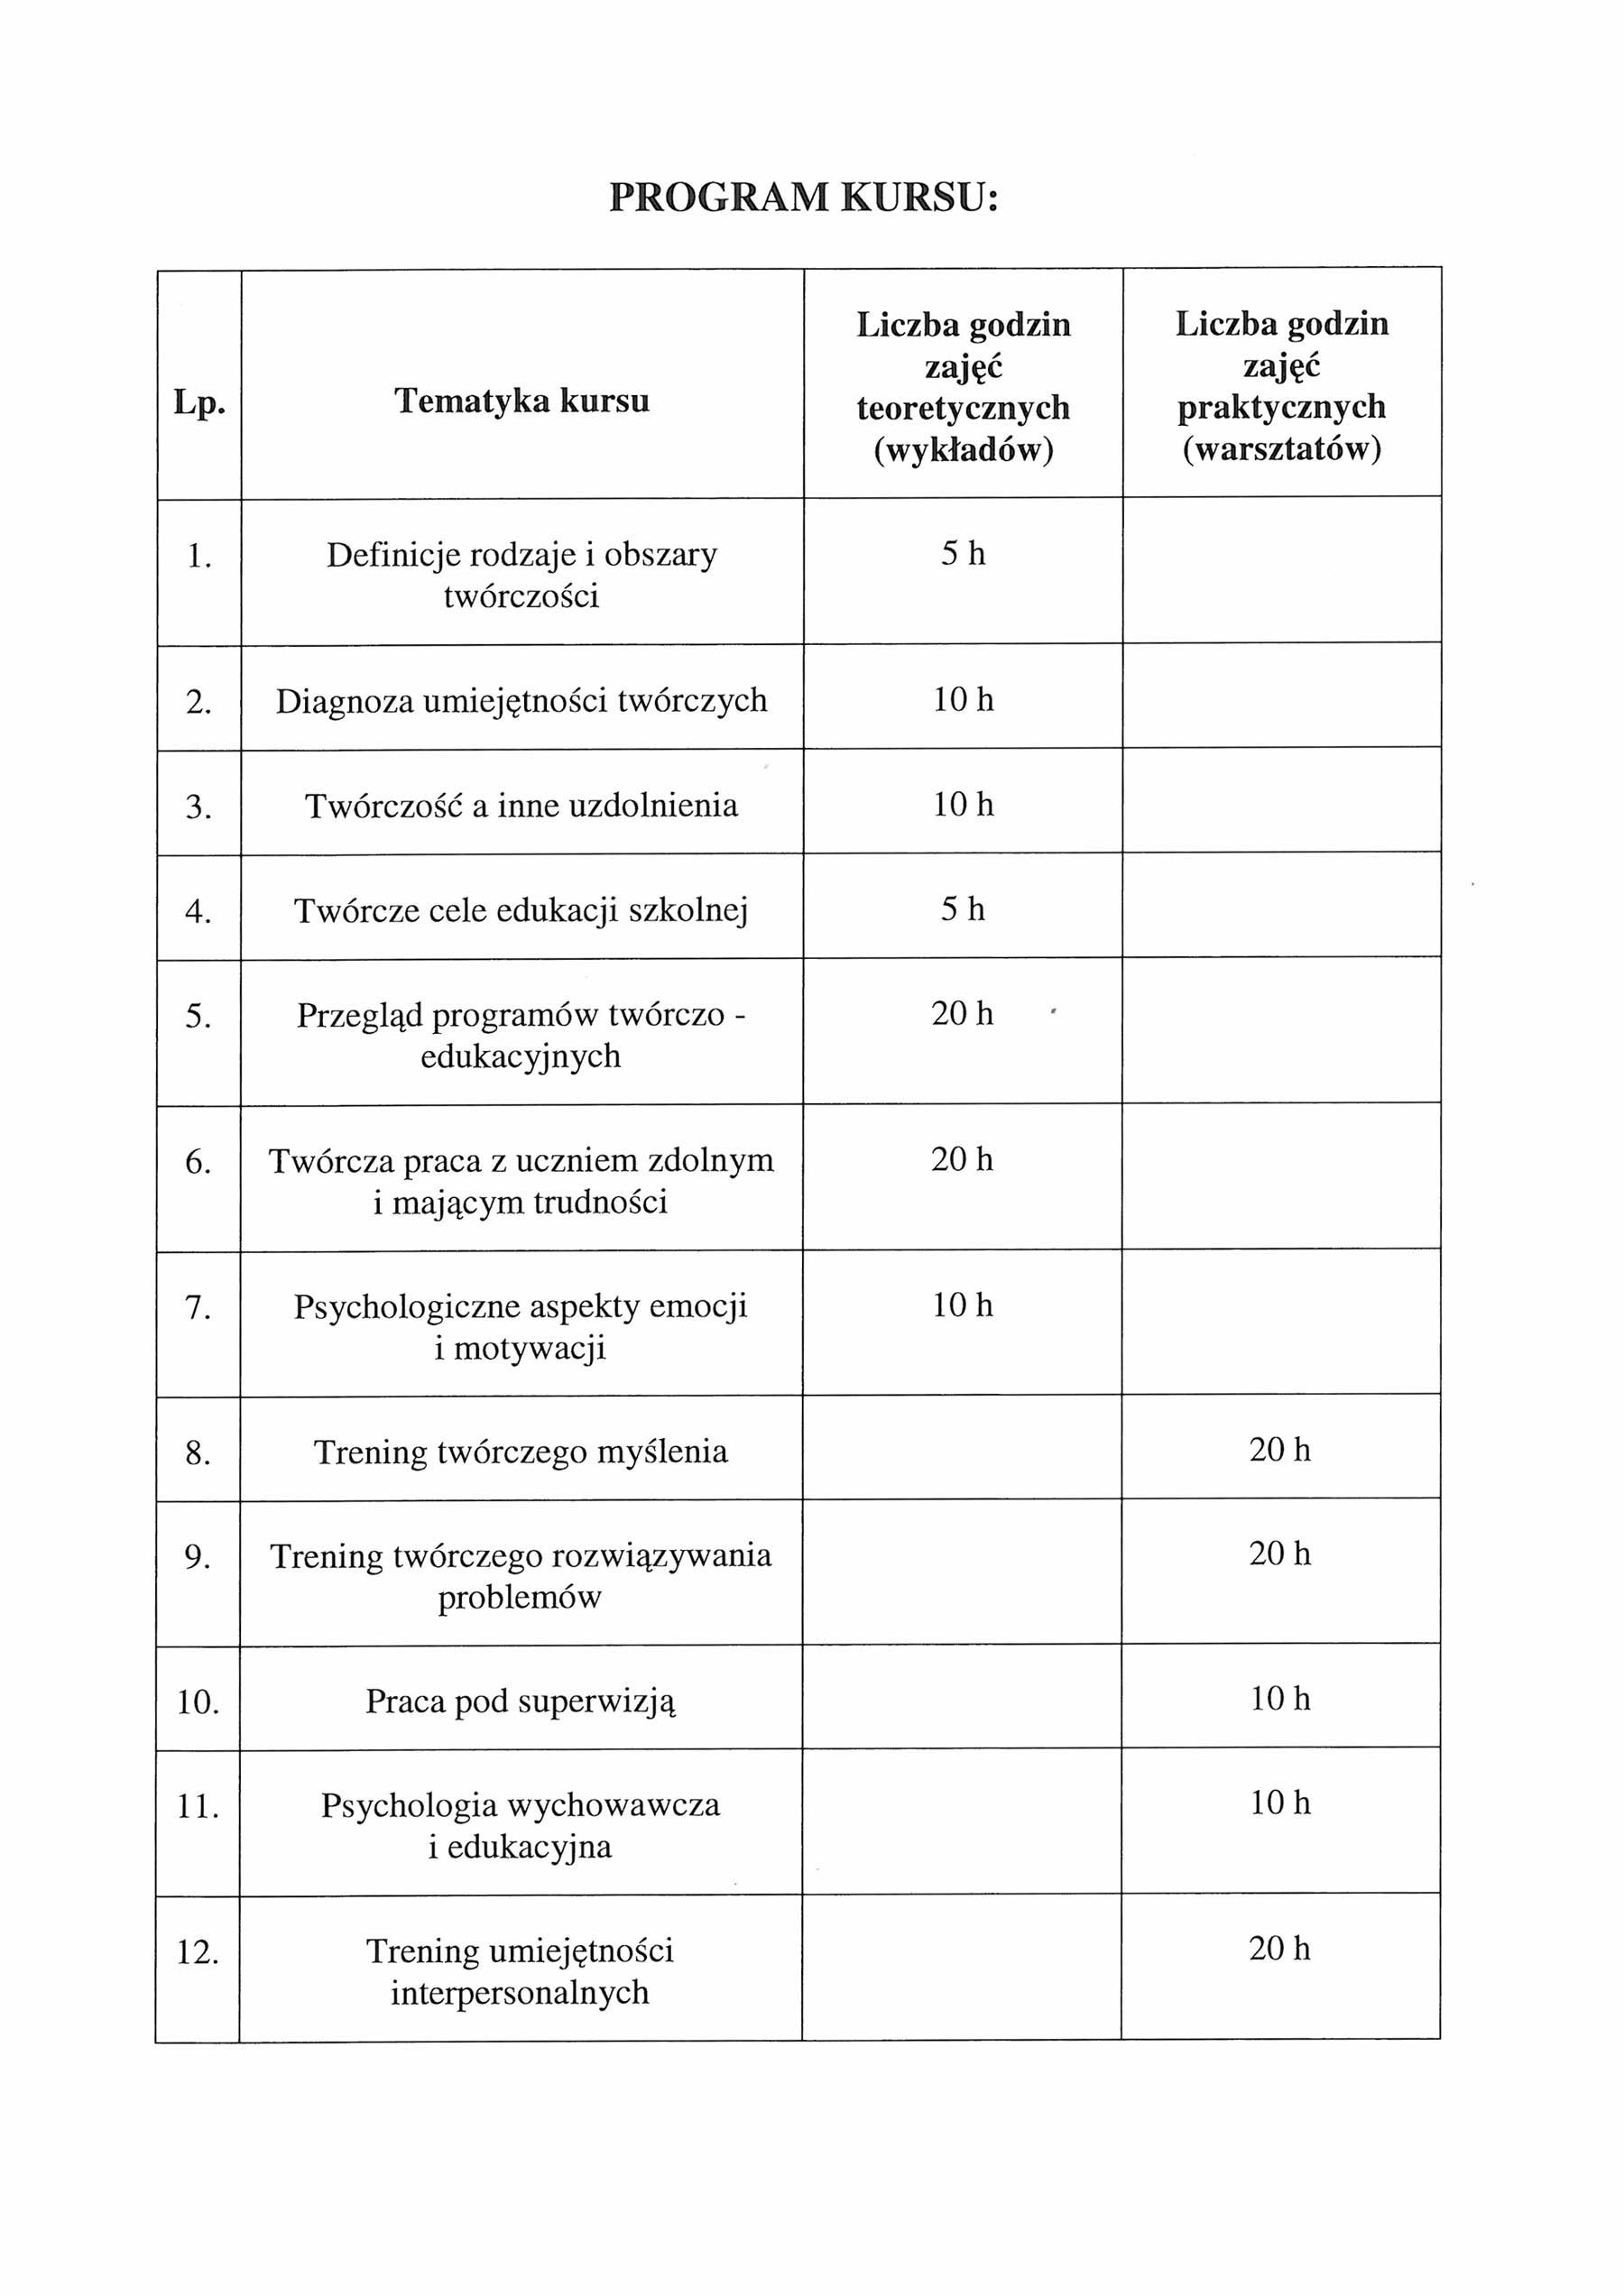 PROGRAM KURSU:
Lp.
Tematyka kursu
Liczba godzin
zajęć
teoretycznych
(wykładów)
Liczba godzin
zajęć
praktycznych
(warsztatów)
1.
Definicje rodzaje i obszary
twórczości
5 h
2.
Diagnoza umiejętności twórczych
10 h
3.
Twórczość a inne uzdolnienia
10 h
4.
Twórcze cele edukacji szkolnej
5 h
5.
Przegląd programów twórczo -
edukacyjnych
20 h
6.
Twórcza praca z uczniem zdolnym
i mającym trudności
20 h
7.
Psychologiczne aspekty emocji
i motywacji
10 h
8.
Trening twórczego myślenia
20 h
9.
Trening twórczego rozwiązywania
problemów
20 h
10.
Praca pod superwizją
10 h
11.
Psychologia wychowawcza
i edukacyjna
10 h
12.
Trening umiejętności
interpersonalnych
20 h